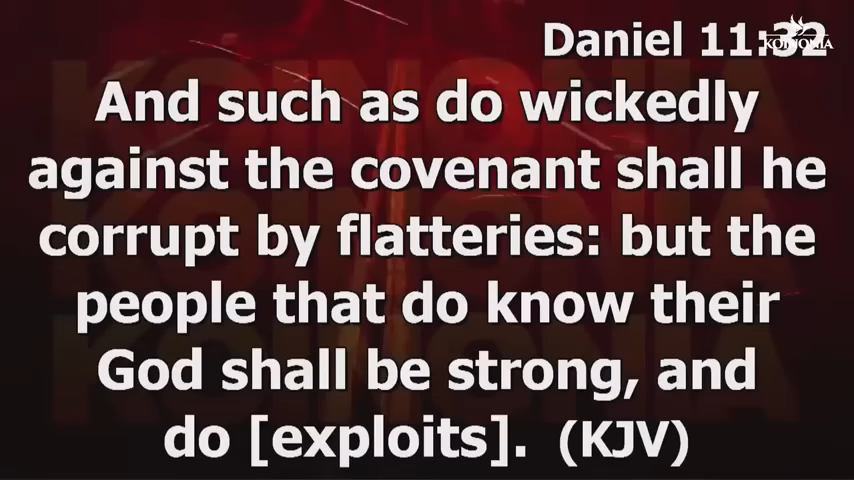 Daniel 11:32
KOINONIA
And such as do wickedly
against the covenant shall he
corrupt by flatteries: but the
people that do know their
God shall be strong, and
do [exploits]. (KJV)